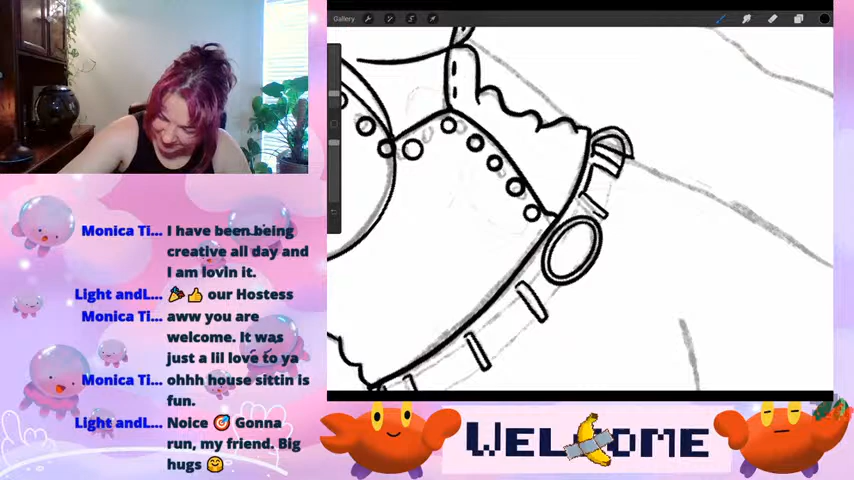 Gallery
Monica Ti... I have been being
creative all day and
I am lovin it.
Light andL... 🎉👍 our Hostess
Monica Ti... aww you are
welcome. It was
just a lil love to ya
Monica Ti... ohhh house sittin is
fun.
Light andL... Noice 🎯 Gonna
run, my friend. Big
hugs 🤗
WELCOME